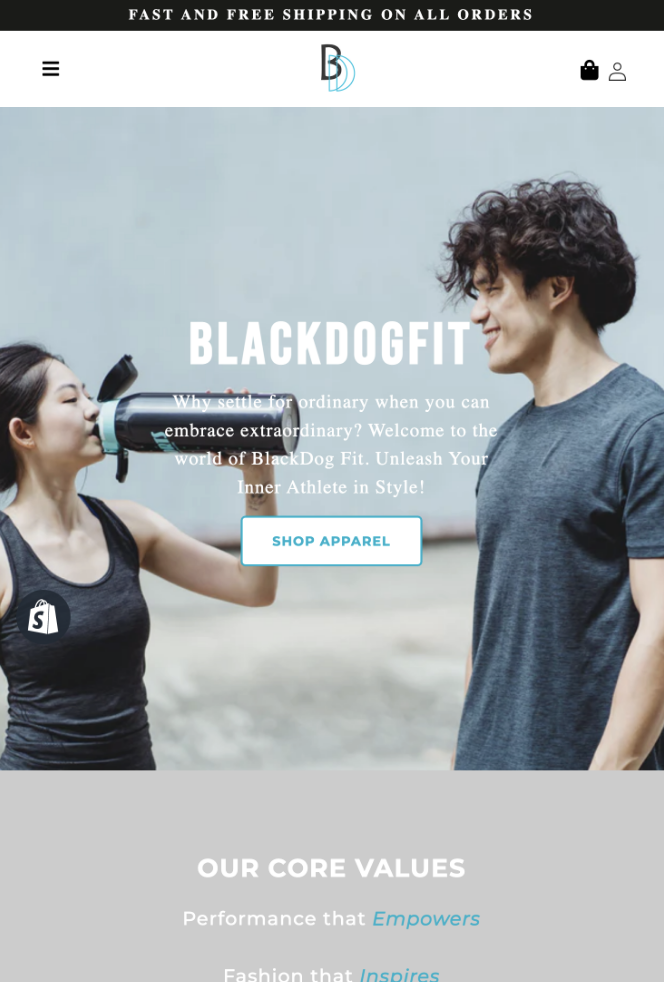 FAST AND FREE SHIPPING ON ALL ORDERS
BD
BLACKDOGFIT
Why settle for ordinary when you can
embrace extraordinary? Welcome to the
world of BlackDog Fit. Unleash Your
Inner Athlete in Style!
SHOP APPAREL
S
OUR CORE VALUES
Performance that Empowers
Fashion that Inspires